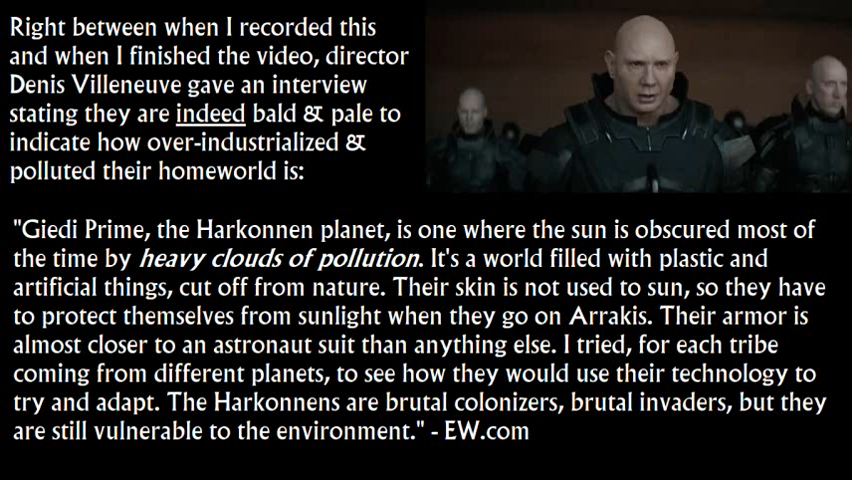 Right between when I recorded this
and when I finished the video, director
Denis Villeneuve gave an interview
stating they are indeed bald & pale to
indicate how over-industrialized &
polluted their homeworld is:
"Giedi Prime, the Harkonnen planet, is one where the sun is obscured most of
the time by heavy clouds of pollution. It's a world filled with plastic and
artificial things, cut off from nature. Their skin is not used to sun, so they have
to protect themselves from sunlight when they go on Arrakis. Their armor is
almost closer to an astronaut suit than anything else. I tried, for each tribe
coming from different planets, to see how they would use their technology to
try and adapt. The Harkonnens are brutal colonizers, brutal invaders, but they
are still vulnerable to the environment." - EW.com